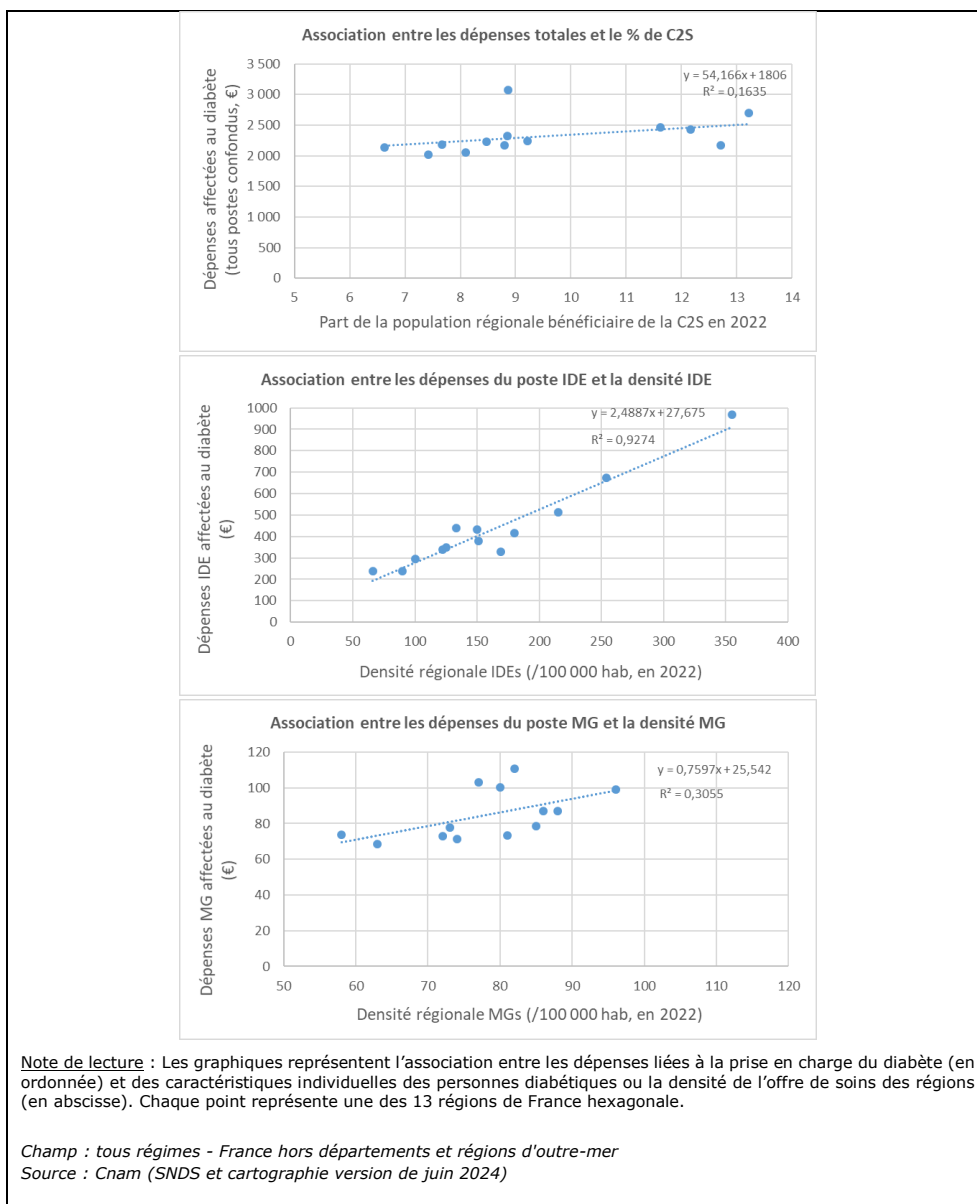 Association entre les dépenses totales et le % de C2S
y = 54,166x + 1806
R² = 0,1635
3 500
3 000
2 500
2 000
1 500
1 000
500
0
Dépenses affectées au diabète
(tous postes confondus, €)
5 6 7 8 9 10 11 12 13 14
Part de la population régionale bénéficiaire de la C2S en 2022
Association entre les dépenses du poste IDE et la densité IDE
y = 2,4887x + 27,675
R² = 0,9274
1000
900
800
700
600
500
400
300
200
100
0
Dépenses IDE affectées au diabète
(€)
0 50 100 150 200 250 300 350 400
Densité régionale IDEs (/100 000 hab, en 2022)
Association entre les dépenses du poste MG et la densité MG
y = 0,7597x + 25,542
R² = 0,3055
120
100
80
60
40
20
0
Dépenses MG affectées au diabète
(€)
50 60 70 80 90 100 110 120
Densité régionale MGs (/100 000 hab, en 2022)
Note de lecture : Les graphiques représentent l'association entre les dépenses liées à la prise en charge du diabète (en
ordonnée) et des caractéristiques individuelles des personnes diabétiques ou la densité de l'offre de soins des régions
(en abscisse). Chaque point représente une des 13 régions de France hexagonale.
Champ : tous régimes - France hors départements et régions d'outre-mer
Source : Cnam (SNDS et cartographie version de juin 2024)